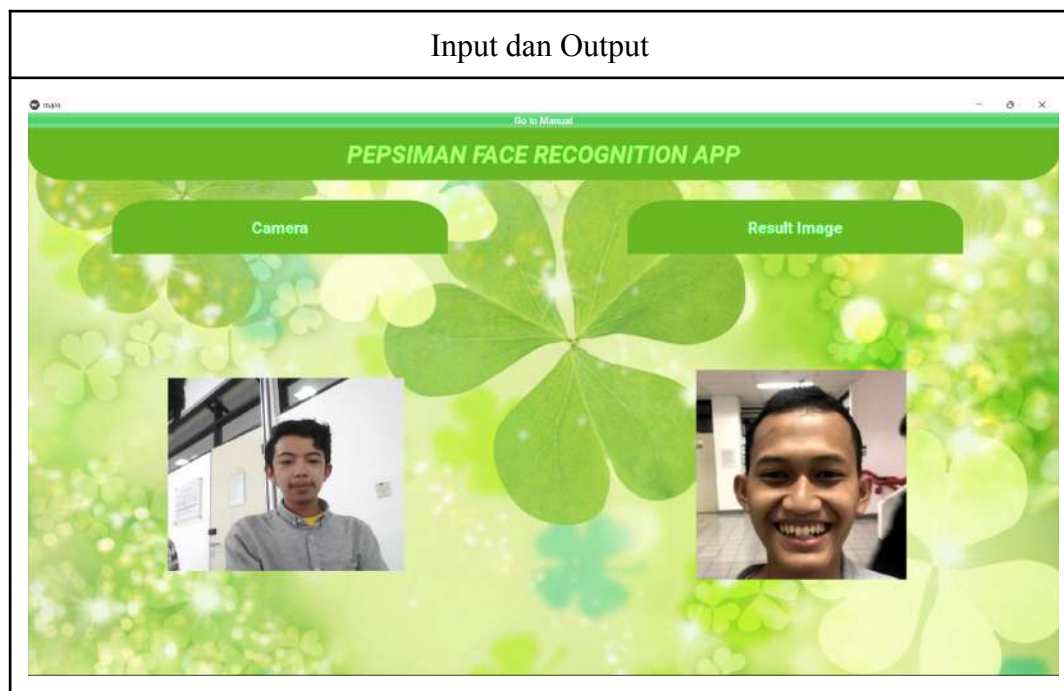 Input dan Output
main
Go to Manual
PEPSIMAN FACE RECOGNITION APP
Camera
Result Image